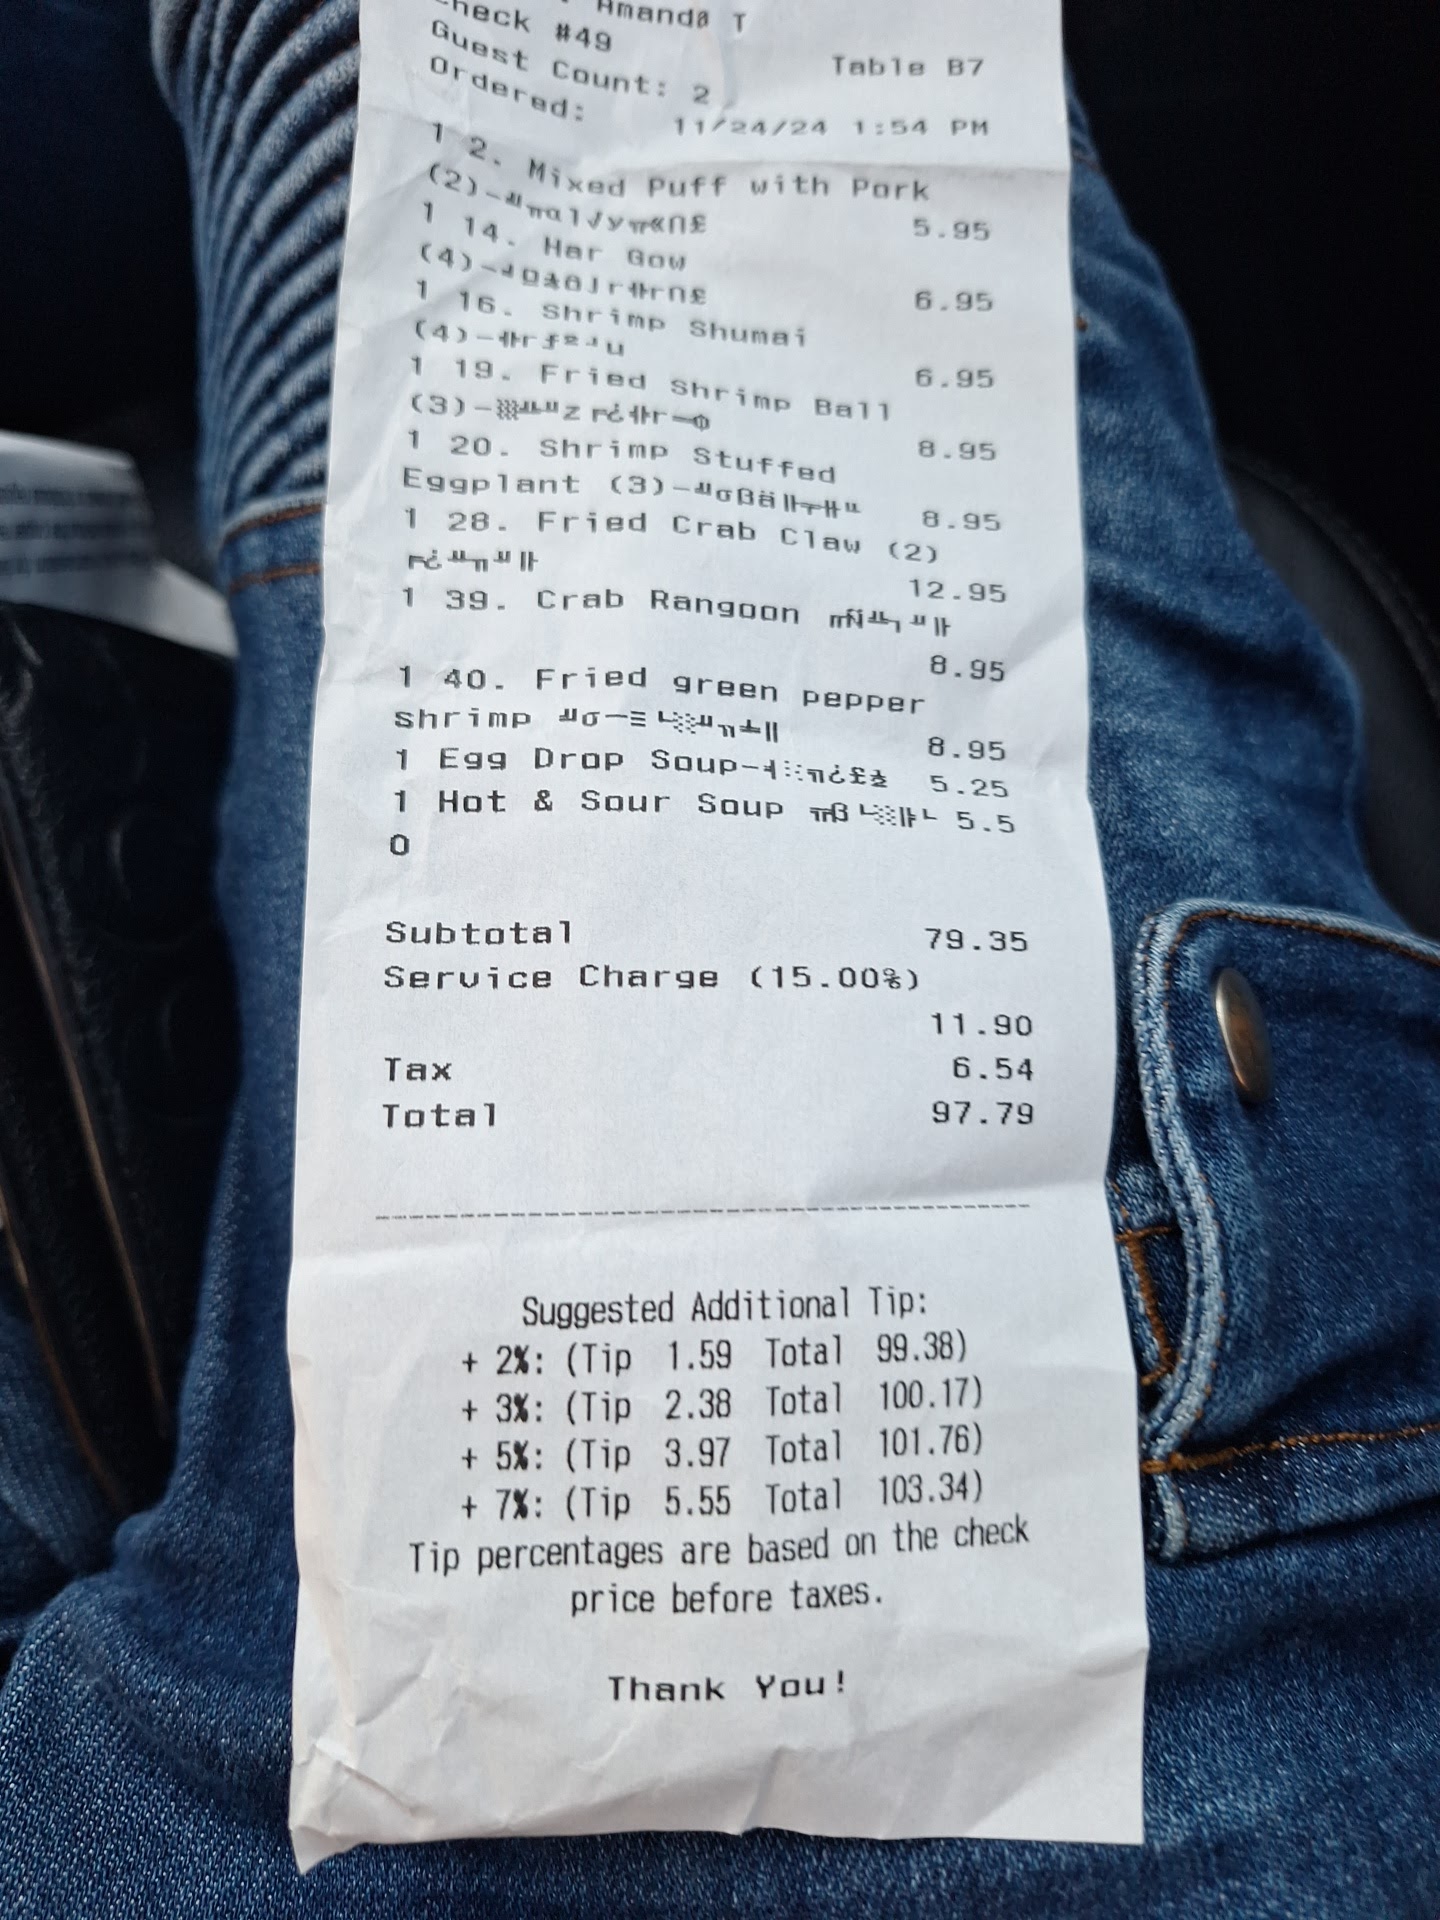 Amand0 T
Check #49
Table B7
Guest Count: 2
Ordered: 11/24/24 1:54 PM
1 2. Mixed Puff with Pork
(2)- 5.95
1 14. Har Gow
(4)- 6.95
1 16. Shrimp Shumai
(4)- 6.95
1 19. Fried Shrimp Ball
(3)- 8.95
1 20. Shrimp Stuffed
Eggplant (3)- 8.95
1 28. Fried Crab Claw (2)
12.95
1 39. Crab Rangoon
8.95
1 40. Fried green pepper
shrimp 8.95
1 Egg Drop Soup- 5.25
1 Hot & Sour Soup 5.5
0
Subtotal 79.35
Service Charge (15.00%)
11.90
Tax 6.54
Total 97.79
Suggested Additional Tip:
+ 2%: (Tip 1.59 Total 99.38)
+ 3%: (Tip 2.38 Total 100.17)
+ 5%: (Tip 3.97 Total 101.76)
+ 7%: (Tip 5.55 Total 103.34)
Tip percentages are based on the check
price before taxes.
Thank You!